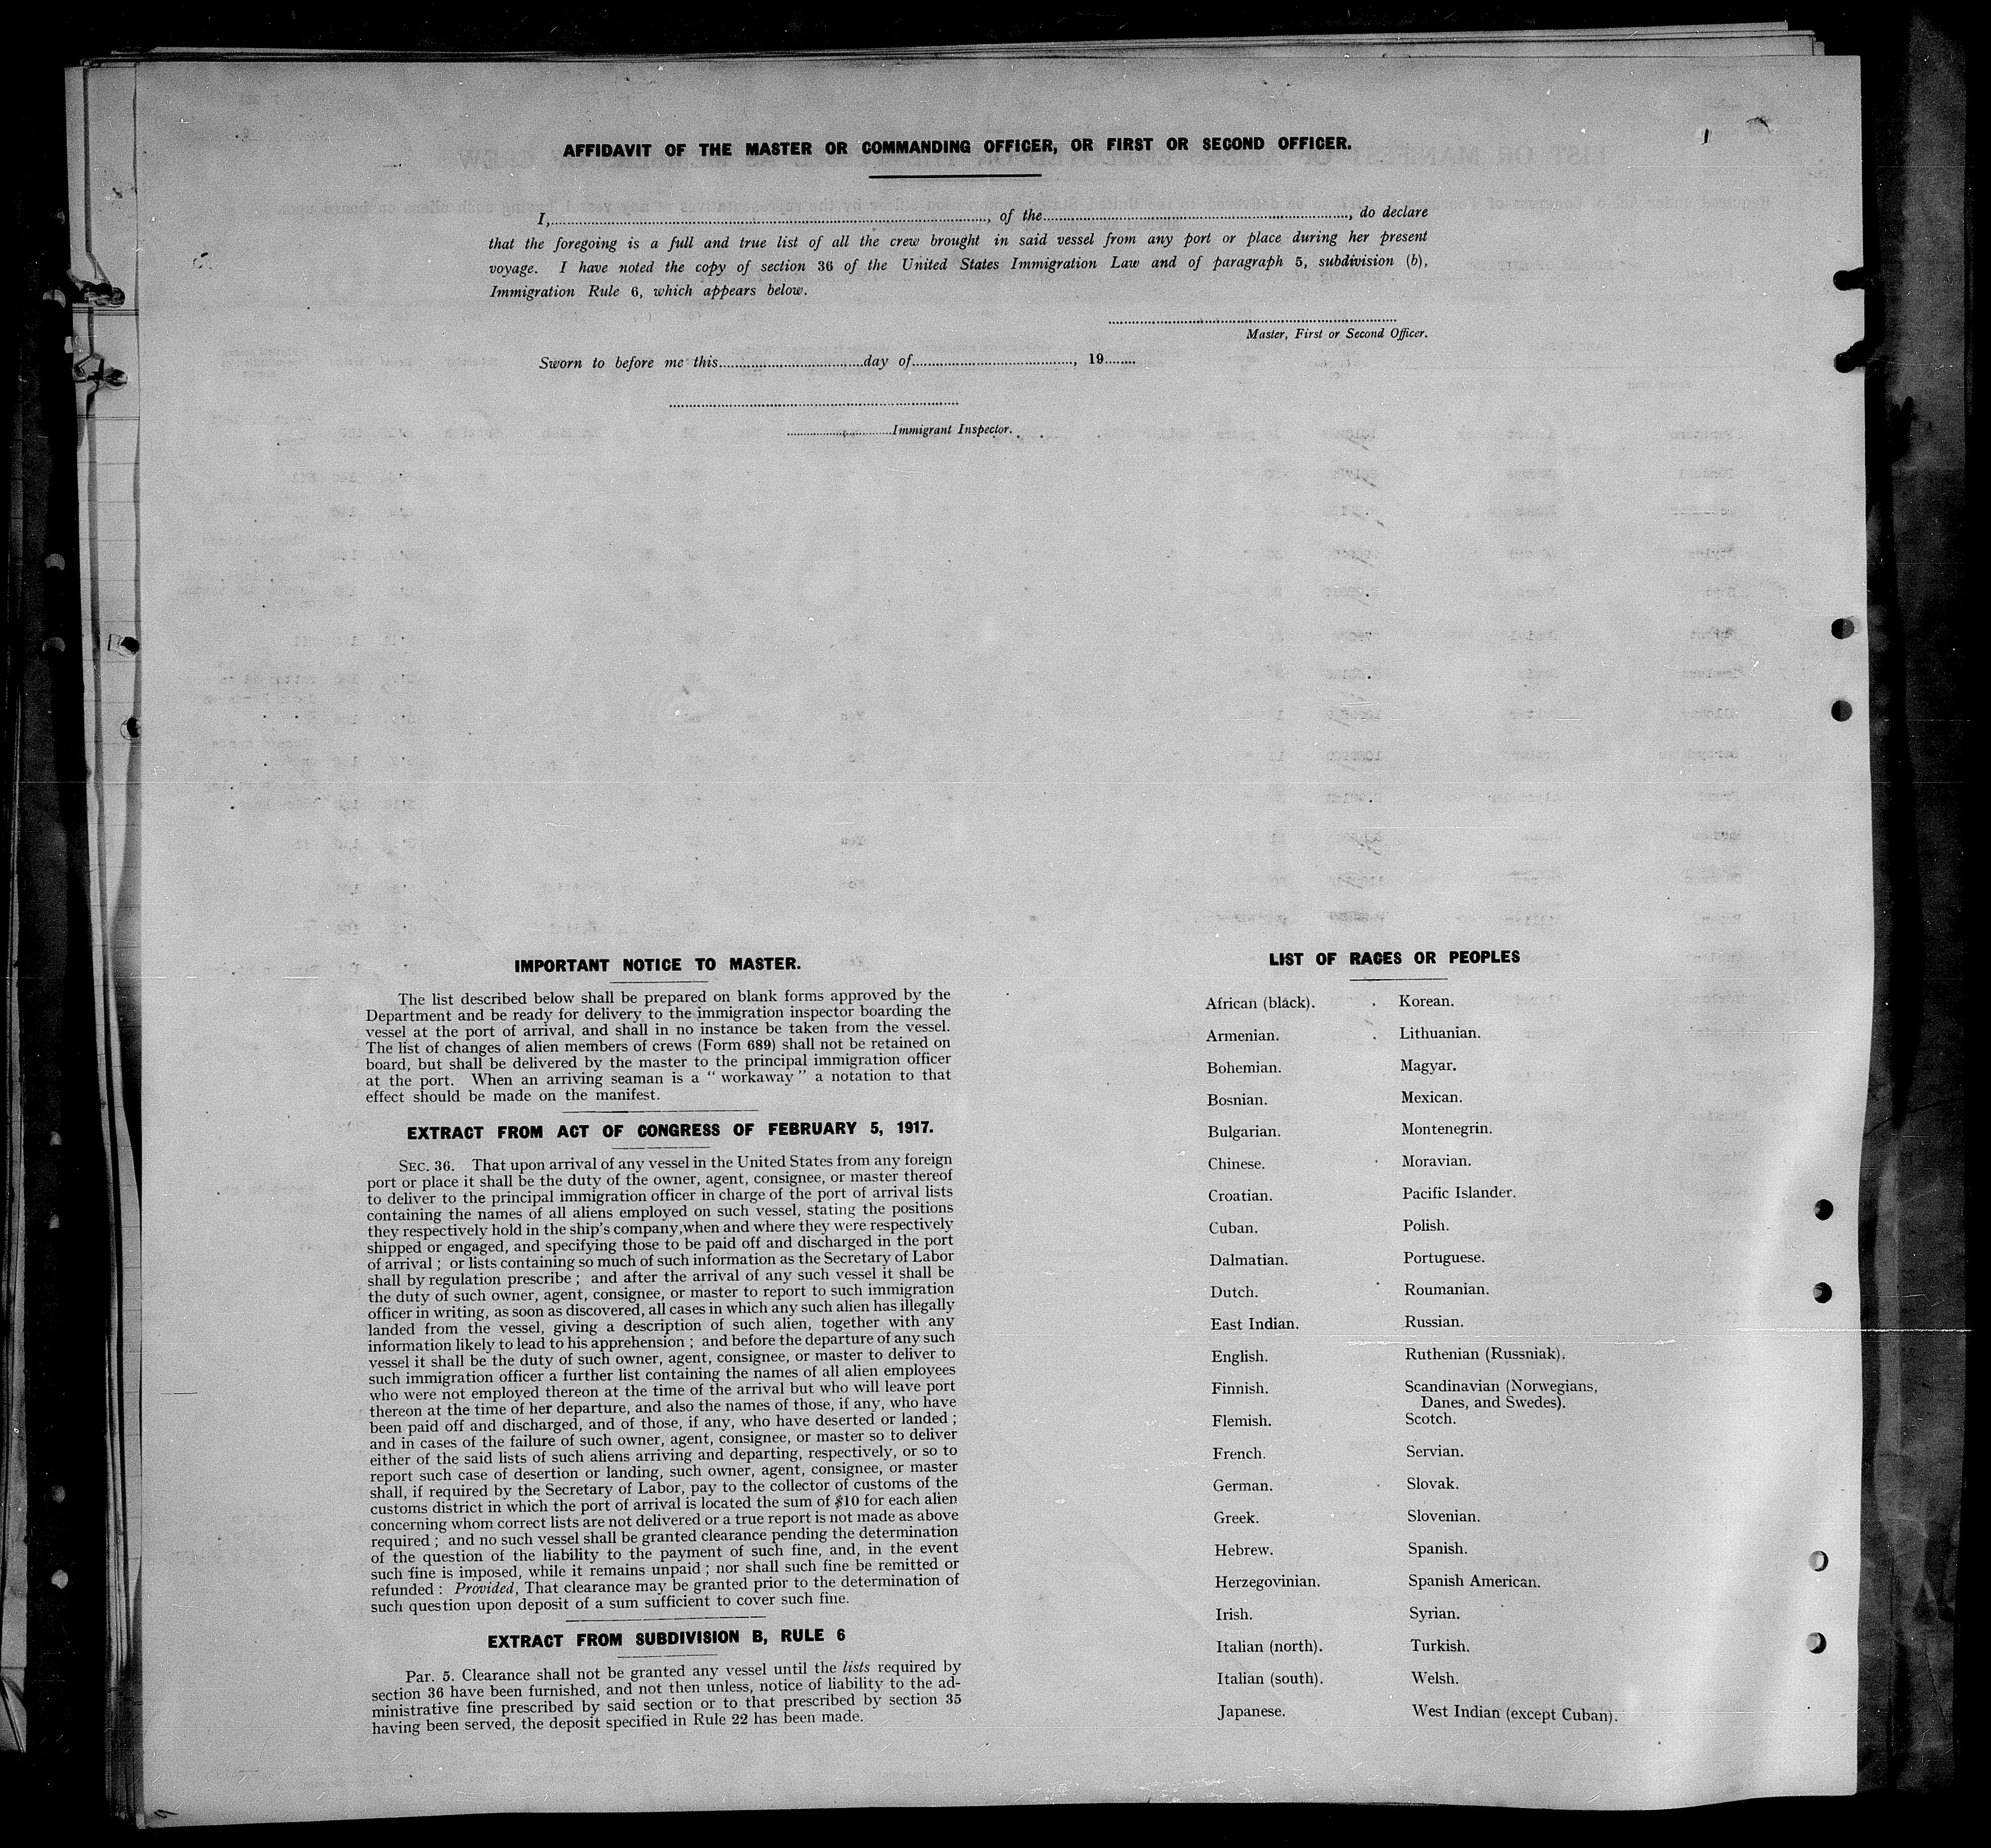 AFFIDAVIT OF THE MASTER OR COMMANDING OFFICER, OR FIRST OR SECOND OFFICER.
I,........................, of the........................, do declare
that the foregoing is a full and true list of all the crew brought in said vessel from any port or place during her present
voyage. I have noted the copy of section 36 of the United States Immigration Law and of paragraph 5, subdivision (b),
Immigration Rule 6, which appears below.
Master, First or Second Officer.
Sworn to before me this..............day of................, 19......
............Immigrant Inspector.
IMPORTANT NOTICE TO MASTER.
The list described below shall be prepared on blank forms approved by the
Department and be ready for delivery to the immigration inspector boarding the
vessel at the port of arrival, and shall in no instance be taken from the vessel.
The list of changes of alien members of crews (Form 689) shall not be retained on
board, but shall be delivered by the master to the principal immigration officer
at the port. When an arriving seaman is a "workaway" a notation to that
effect should be made on the manifest.
EXTRACT FROM ACT OF CONGRESS OF FEBRUARY 5, 1917.
SEC. 36. That upon arrival of any vessel in the United States from any foreign
port or place it shall be the duty of the owner, agent, consignee, or master thereof
to deliver to the principal immigration officer in charge of the port of arrival lists
containing the names of all aliens employed on such vessel, stating the positions
they respectively hold in the ship's company,when and where they were respectively
shipped or engaged, and specifying those to be paid off and discharged in the port
of arrival ; or lists containing so much of such information as the Secretary of Labor
shall by regulation prescribe ; and after the arrival of any such vessel it shall be
the duty of such owner, agent, consignee, or master to report to such immigration
officer in writing, as soon as discovered, all cases in which any such alien has illegally
landed from the vessel, giving a description of such alien, together with any
information likely to lead to his apprehension ; and before the departure of any such
vessel it shall be the duty of such owner, agent, consignee, or master to deliver to
such immigration officer a further list containing the names of all alien employees
who were not employed thereon at the time of the arrival but who will leave port
thereon at the time of her departure, and also the names of those, if any, who have
been paid off and discharged, and of those, if any, who have deserted or landed ;
and in cases of the failure of such owner, agent, consignee, or master so to deliver
either of the said lists of such aliens arriving and departing, respectively, or so to
report such case of desertion or landing, such owner, agent, consignee, or master
shall, if required by the Secretary of Labor, pay to the collector of customs of the
customs district in which the port of arrival is located the sum of $10 for each alien
concerning whom correct lists are not delivered or a true report is not made as above
required ; and no such vessel shall be granted clearance pending the determination
of the question of the liability to the payment of such fine, and, in the event
such fine is imposed, while it remains unpaid ; nor shall such fine be remitted or
refunded : Provided, That clearance may be granted prior to the determination of
such question upon deposit of a sum sufficient to cover such fine.
EXTRACT FROM SUBDIVISION B, RULE 6
Par. 5. Clearance shall not be granted any vessel until the lists required by
section 36 have been furnished, and not then unless, notice of liability to the ad-
ministrative fine prescribed by said section or to that prescribed by section 35
having been served, the deposit specified in Rule 22 has been made.
LIST OF RACES OR PEOPLES
African (black).
Armenian.
Bohemian.
Bosnian.
Bulgarian.
Chinese.
Croatian.
Cuban.
Dalmatian.
Dutch.
East Indian.
English.
Finnish.
Flemish.
French.
German.
Greek.
Hebrew.
Herzegovinian.
Irish.
Italian (north).
Italian (south).
Japanese.
Korean.
Lithuanian.
Magyar.
Mexican.
Montenegrin.
Moravian.
Pacific Islander.
Polish.
Portuguese.
Roumanian.
Russian.
Ruthenian (Russniak).
Scandinavian (Norwegians,
Danes, and Swedes).
Scotch.
Servian.
Slovak.
Slovenian.
Spanish.
Spanish American.
Syrian.
Turkish.
Welsh.
West Indian (except Cuban).